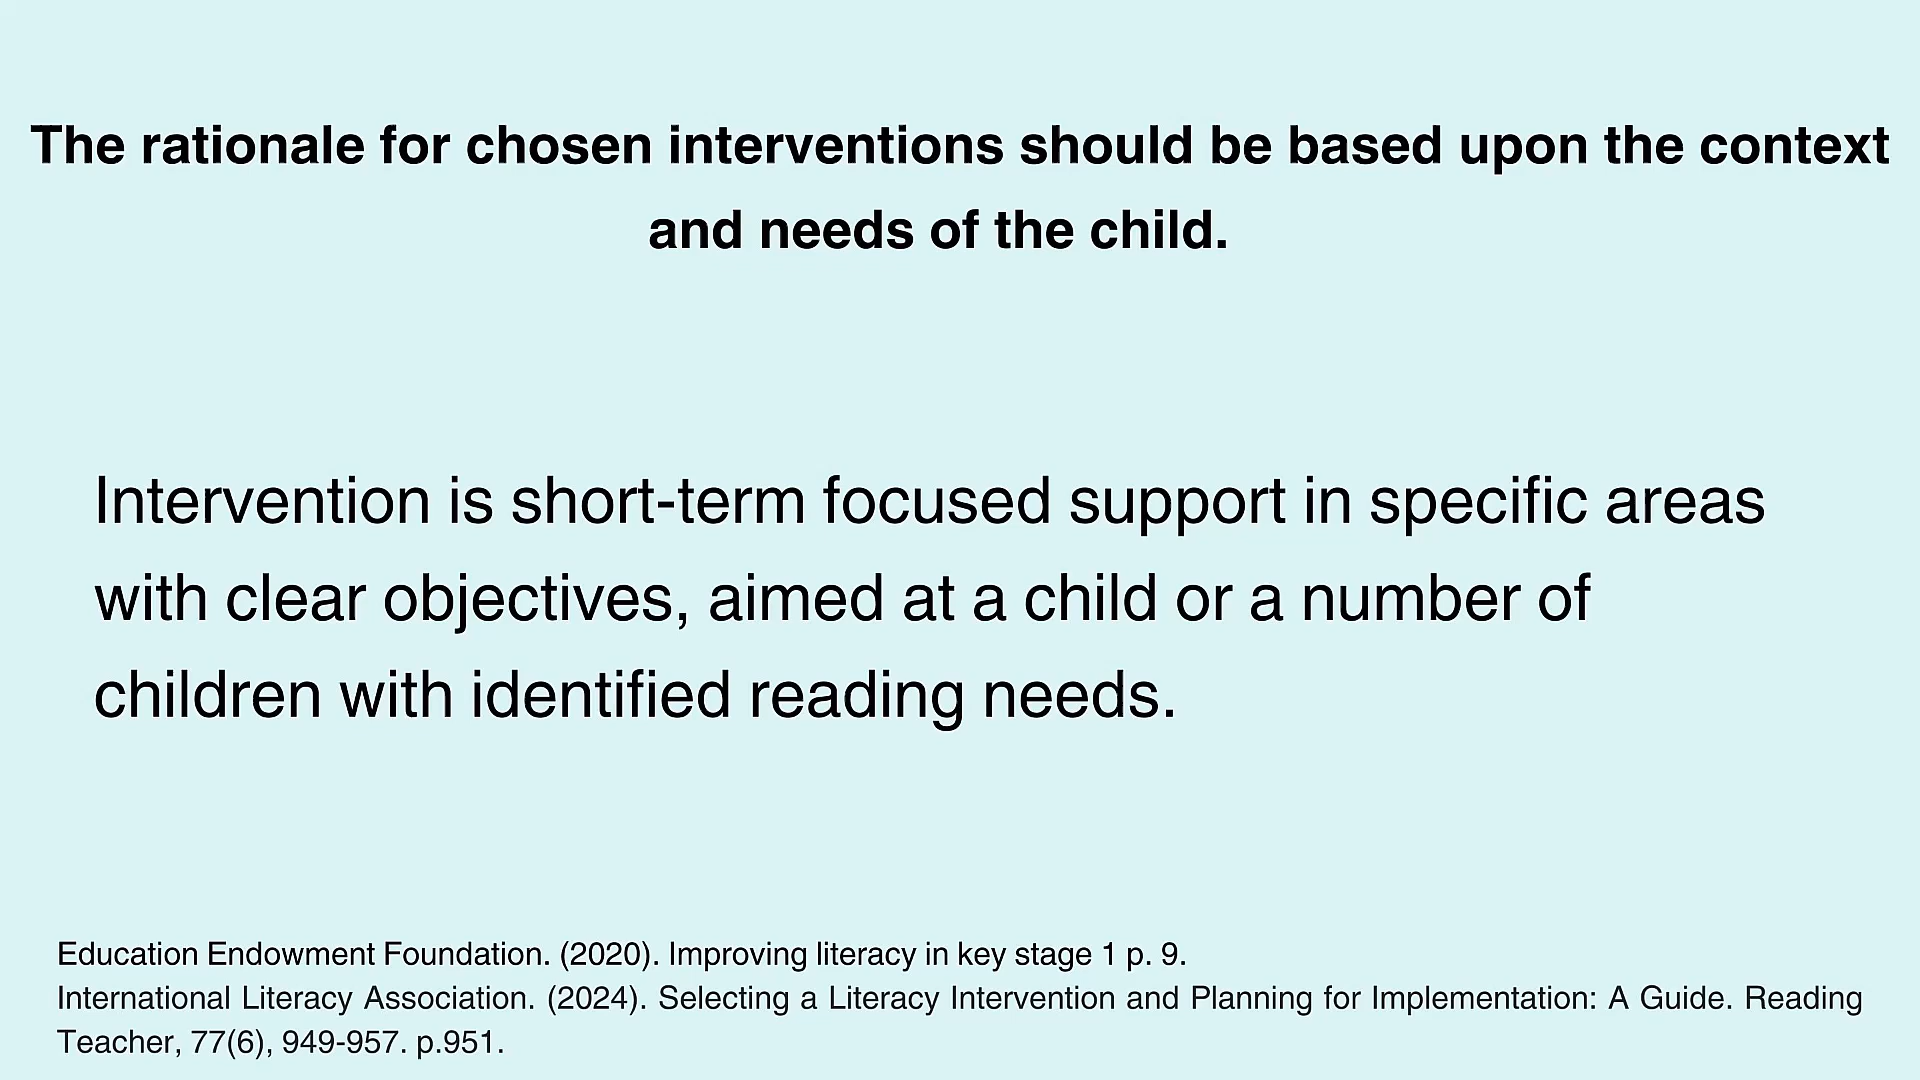 The rationale for chosen interventions should be based upon the context
and needs of the child.
Intervention is short-term focused support in specific areas
with clear objectives, aimed at a child or a number of
children with identified reading needs.
Education Endowment Foundation. (2020). Improving literacy in key stage 1 p. 9.
International Literacy Association. (2024). Selecting a Literacy Intervention and Planning for Implementation: A Guide. Reading
Teacher, 77(6), 949-957. p.951.